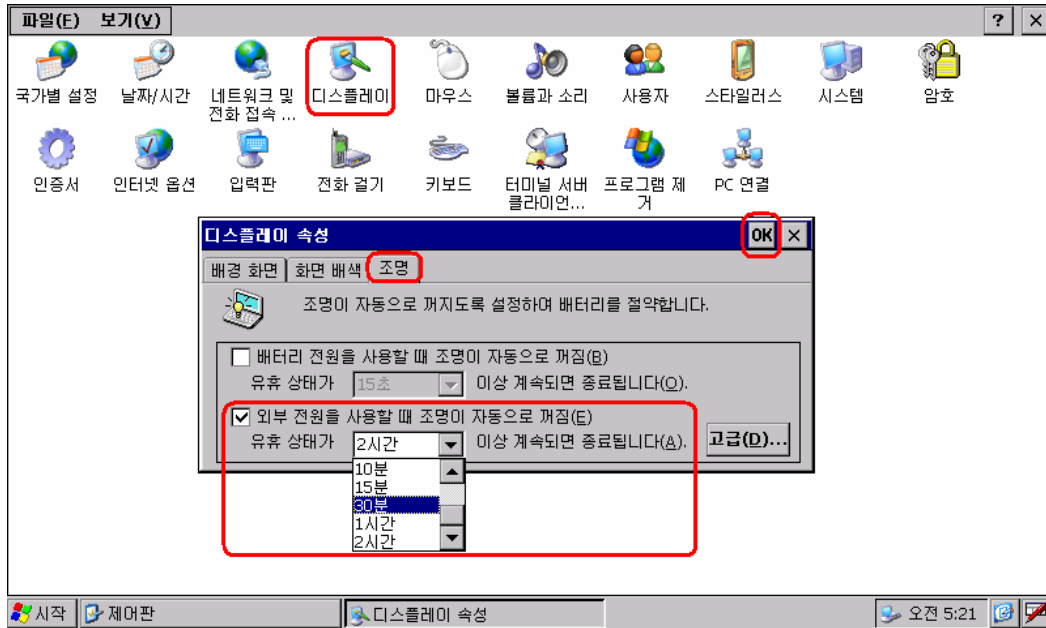 파일(F) 보기(V)
? ×
국가별 설정
날짜/시간
네트워크 및
전화 접속 ...
디스플레이
마우스
볼륨과 소리
사용자
스타일러스
시스템
암호
인증서
인터넷 옵션
입력판
전화 걸기
키보드
터미널 서버
클라이언...
프로그램 제
거
PC 연결
디스플레이 속성
OK ×
배경 화면
화면 배색
조명
조명이 자동으로 꺼지도록 설정하여 배터리를 절약합니다.
배터리 전원을 사용할 때 조명이 자동으로 꺼짐(B)
유휴 상태가 15초 이상 계속되면 종료됩니다(O).
외부 전원을 사용할 때 조명이 자동으로 꺼짐(E)
유휴 상태가 2시간 이상 계속되면 종료됩니다(A).
고급(D)...
10분
15분
30분
1시간
2시간
시작
제어판
디스플레이 속성
오전 5:21